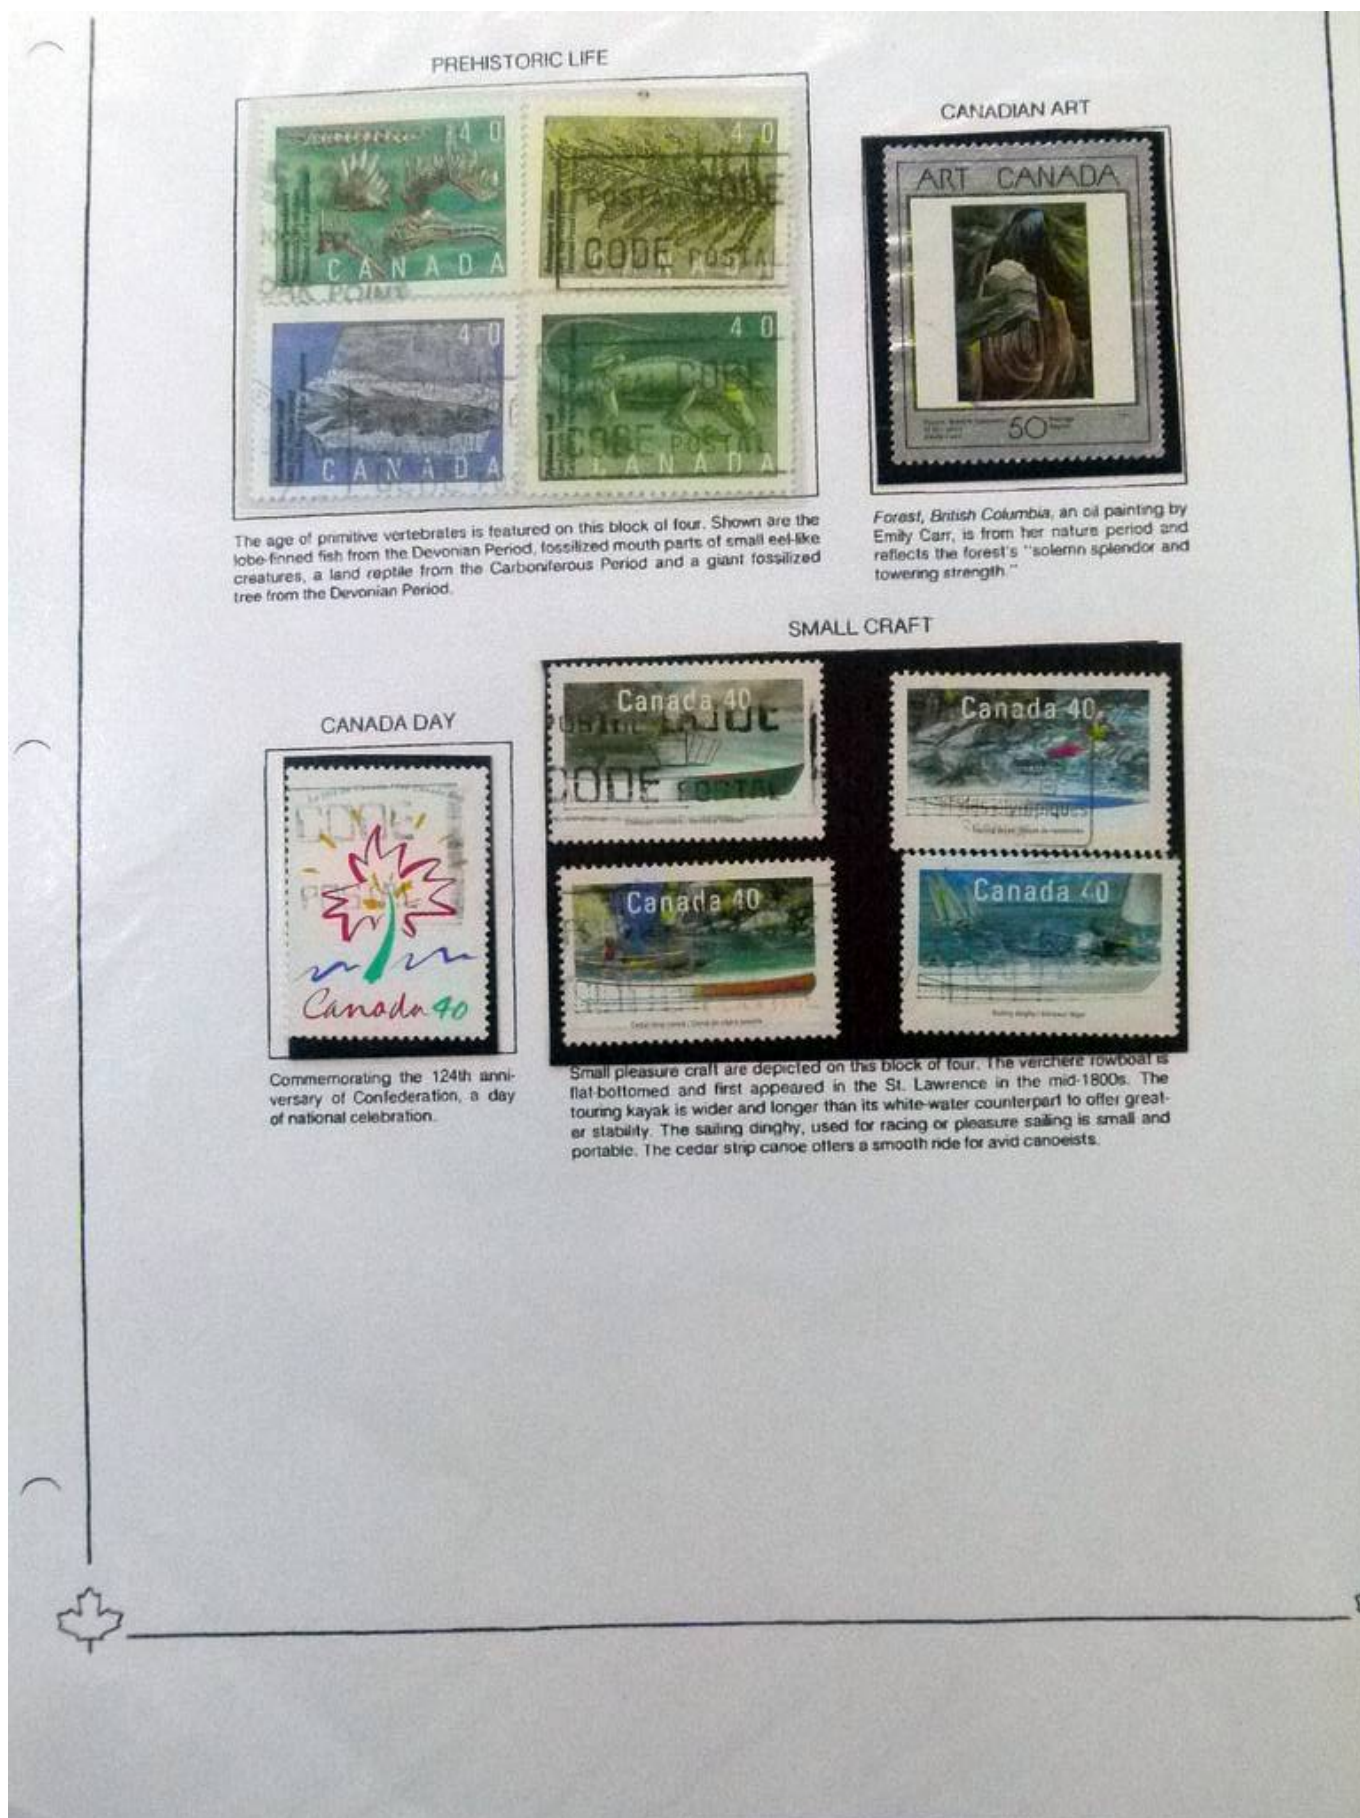 PREHISTORIC LIFE
40
CANADA
40
CODE
POSTAL
CODE POSTAL
CANADA
40
CANADA
40
CODE
CODE POSTAL
CANADA
The age of primitive vertebrates is featured on this block of four. Shown are the
lobe-finned fish from the Devonian Period, fossilized mouth parts of small eel-like
creatures, a land reptile from the Carboniferous Period and a giant fossilized
tree from the Devonian Period.
CANADIAN ART
ART CANADA
50
Forest, British Columbia, an oil painting by
Emily Carr, is from her nature period and
reflects the forest's "solemn splendor and
towering strength."
CANADA DAY
CODE
Canada 40
Commemorating the 124th anni-
versary of Confederation, a day
of national celebration.
SMALL CRAFT
Canada 40
CODE POSTAL
Canada 40
Canada 40
Canada 40
Small pleasure craft are depicted on this block of four. The verchere rowboat is
flat-bottomed and first appeared in the St. Lawrence in the mid-1800s. The
touring kayak is wider and longer than its white-water counterpart to offer great-
er stability. The sailing dinghy, used for racing or pleasure sailing is small and
portable. The cedar strip canoe offers a smooth ride for avid canoeists.